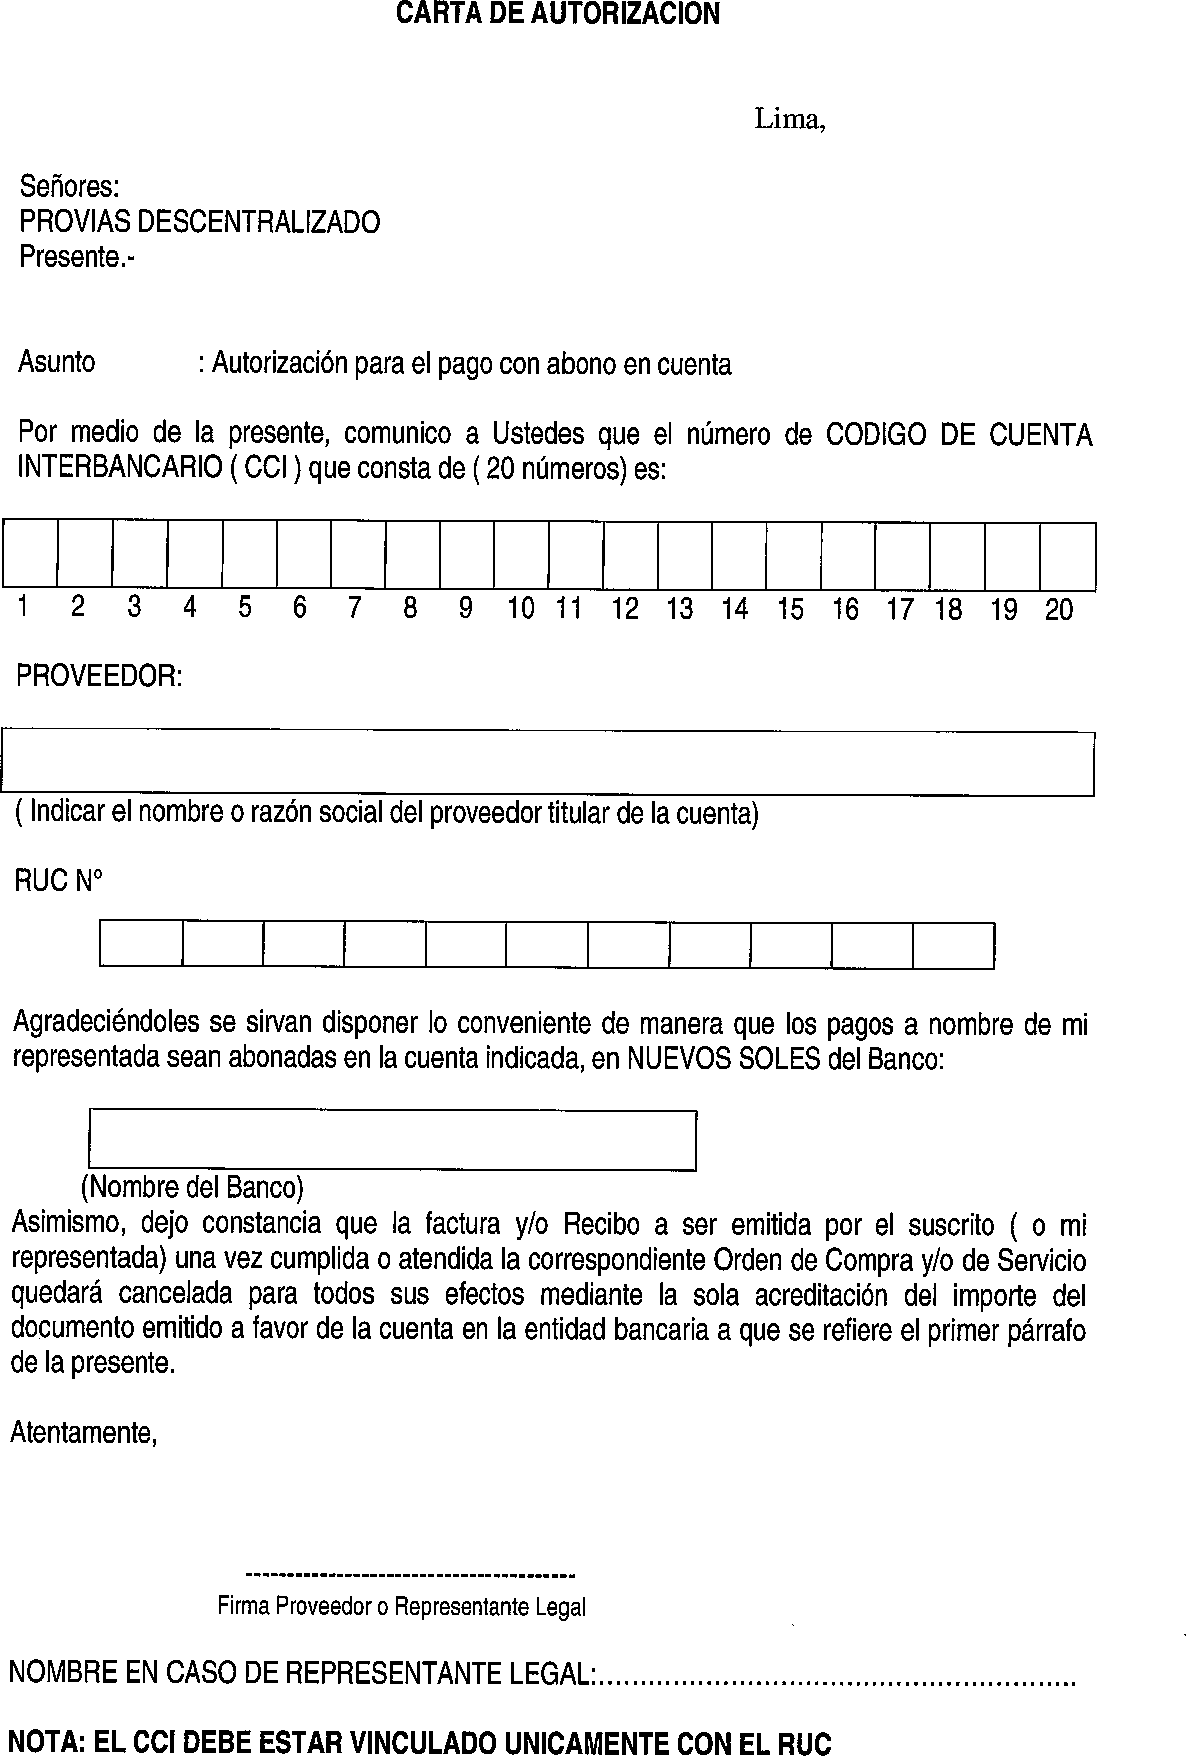 CARTA DE AUTORIZACION
Lima,
Señores:
PROVIAS DESCENTRALIZADO
Presente.-
Asunto : Autorización para el pago con abono en cuenta
Por medio de la presente, comunico a Ustedes que el número de CODIGO DE CUENTA
INTERBANCARIO ( CCI ) que consta de ( 20 números) es:
1 2 3 4 5 6 7 8 9 10 11 12 13 14 15 16 17 18 19 20
PROVEEDOR:
( Indicar el nombre o razón social del proveedor titular de la cuenta)
RUC Nº
Agradeciéndoles se sirvan disponer lo conveniente de manera que los pagos a nombre de mi
representada sean abonadas en la cuenta indicada, en NUEVOS SOLES del Banco:
(Nombre del Banco)
Asimismo, dejo constancia que la factura y/o Recibo a ser emitida por el suscrito ( o mi
representada) una vez cumplida o atendida la correspondiente Orden de Compra y/o de Servicio
quedará cancelada para todos sus efectos mediante la sola acreditación del importe del
documento emitido a favor de la cuenta en la entidad bancaria a que se refiere el primer párrafo
de la presente.
Atentamente,
---------------------------------------
Firma Proveedor o Representante Legal
NOMBRE EN CASO DE REPRESENTANTE LEGAL:........................................................
NOTA: EL CCI DEBE ESTAR VINCULADO UNICAMENTE CON EL RUC